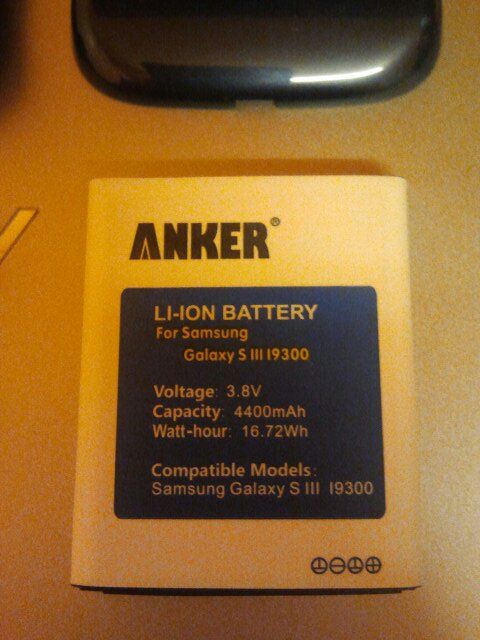 ANKER®
LI-ION BATTERY
For Samsung
Galaxy S III I9300
Voltage: 3.8V
Capacity: 4400mAh
Watt-hour: 16.72Wh
Compatible Models:
Samsung Galaxy S III I9300
⊕⊖⊖⊕